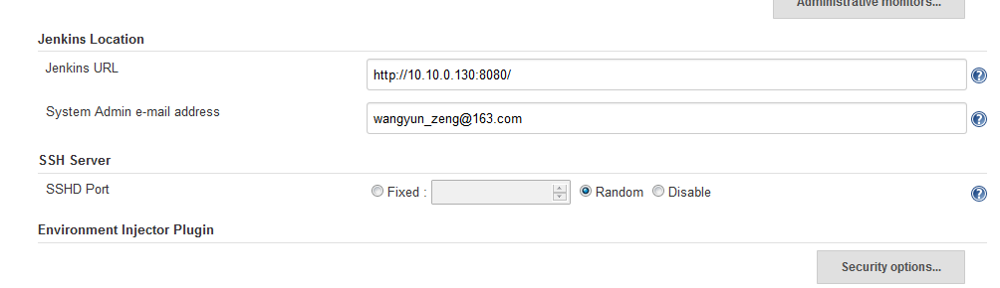 Administrative monitors...
Jenkins Location
Jenkins URL
http://10.10.0.130:8080/
System Admin e-mail address
wangyun_zeng@163.com
SSH Server
SSHD Port
Fixed : Random Disable
Environment Injector Plugin
Security options...